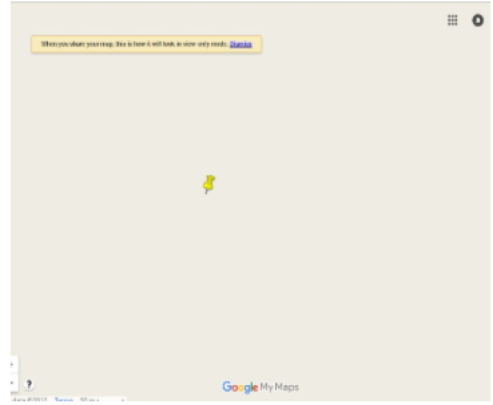 When you share your map, this is how it will look in view-only mode. Dismiss
?
Google My Maps
Terms